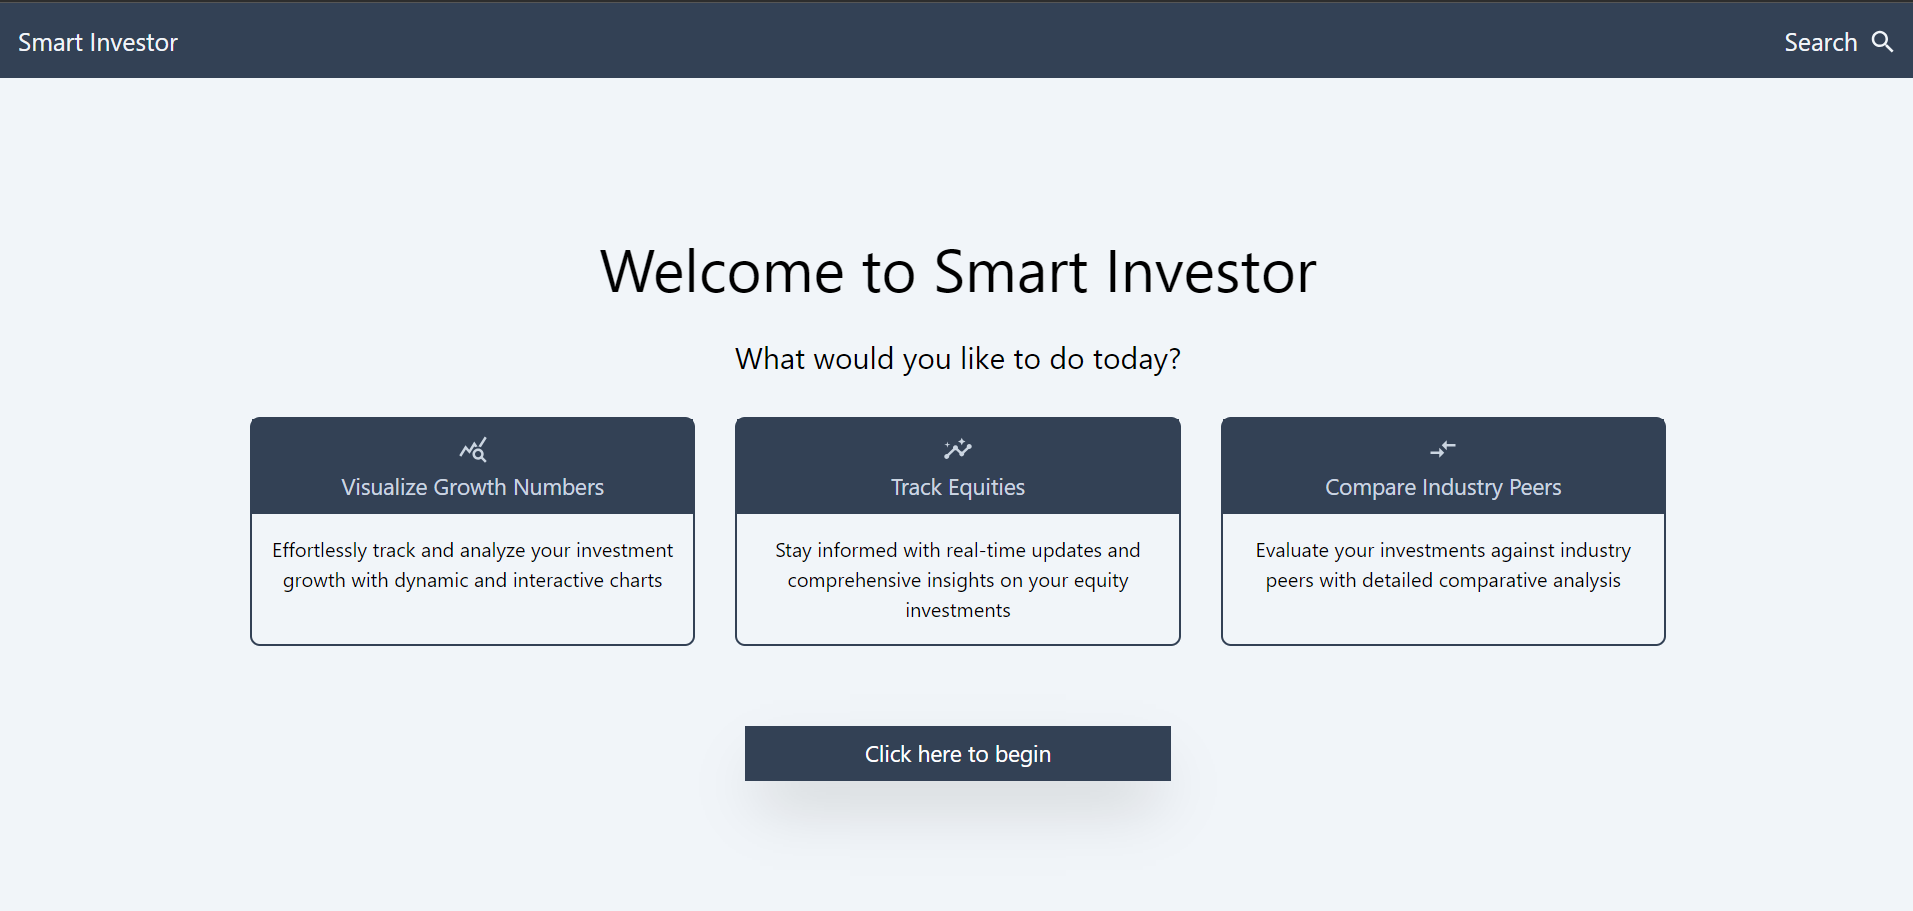 Smart Investor
Search
Welcome to Smart Investor
What would you like to do today?
Visualize Growth Numbers
Effortlessly track and analyze your investment
growth with dynamic and interactive charts
Track Equities
Stay informed with real-time updates and
comprehensive insights on your equity
investments
Compare Industry Peers
Evaluate your investments against industry
peers with detailed comparative analysis
Click here to begin